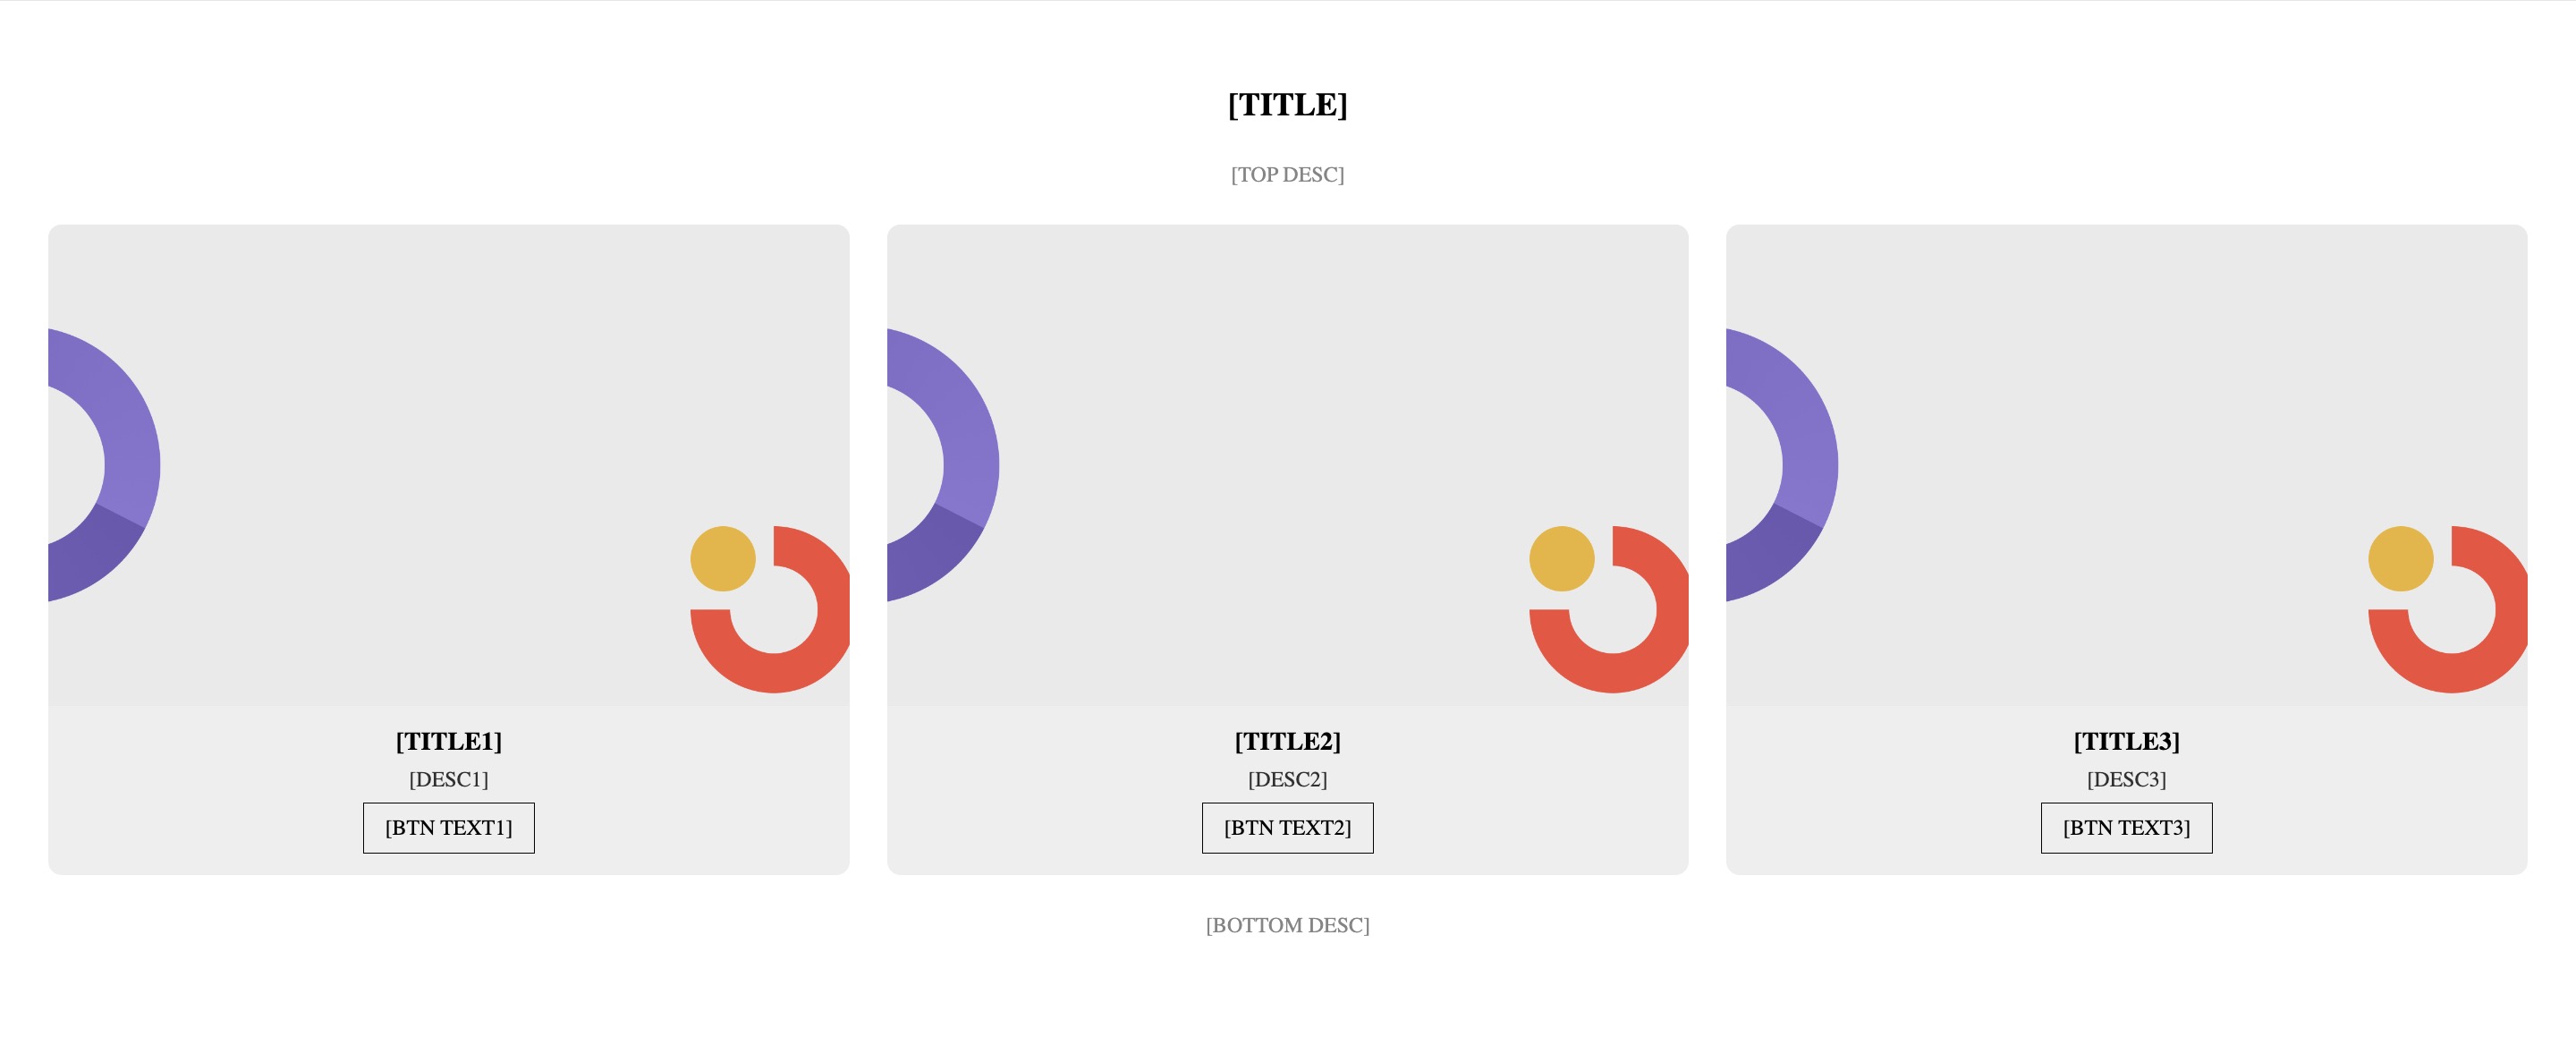 [TITLE]
[TOP DESC]
[TITLE1]
[DESC1]
[BTN TEXT1]
[TITLE2]
[DESC2]
[BTN TEXT2]
[TITLE3]
[DESC3]
[BTN TEXT3]
[BOTTOM DESC]